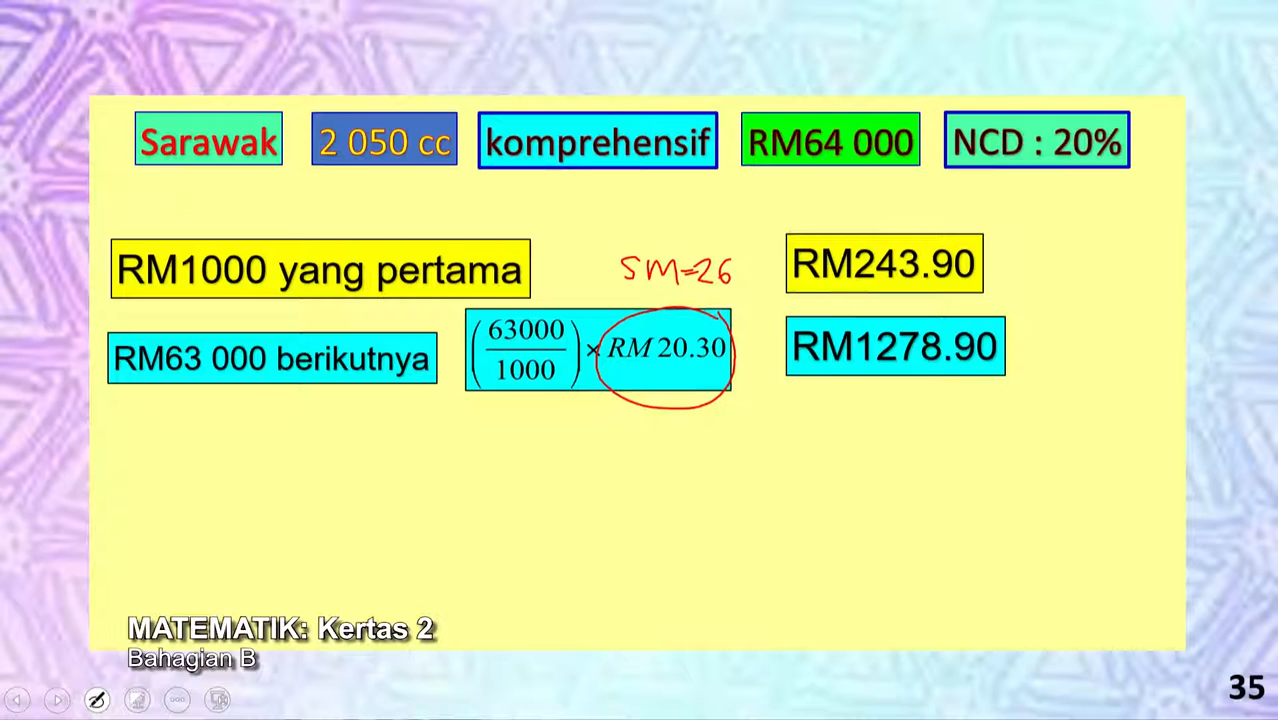 Sarawak 2 050 cc komprehensif RM64 000 NCD : 20%
RM1000 yang pertama SM=26 RM243.90
RM63 000 berikutnya (63000/1000) × RM 20.30 RM1278.90
MATEMATIK: Kertas 2
Bahagian B
35